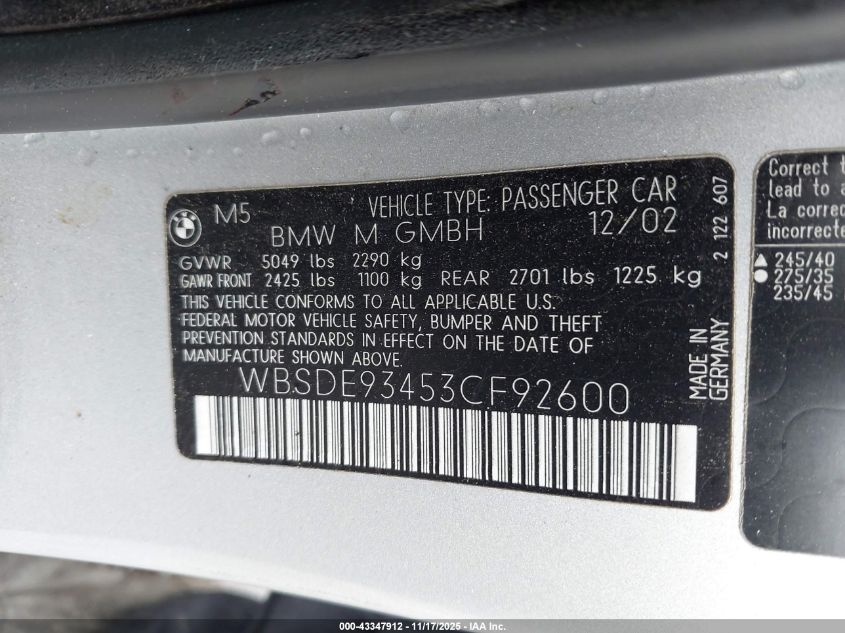 BMW
M5
VEHICLE TYPE: PASSENGER CAR
BMW M GMBH 12/02
GVWR 5049 lbs 2290 kg
GAWR FRONT 2425 lbs 1100 kg REAR 2701 lbs 1225 kg
THIS VEHICLE CONFORMS TO ALL APPLICABLE U.S.
FEDERAL MOTOR VEHICLE SAFETY, BUMPER AND THEFT
PREVENTION STANDARDS IN EFFECT ON THE DATE OF
MANUFACTURE SHOWN ABOVE.
WBSDE93453CF92600
2 122 607
MADE IN
GERMANY
Correct
lead to a
La correc
incorrecte
▲ 245/40
● 275/35
235/45
000-43347912 — 11/17/2025 — IAA Inc.